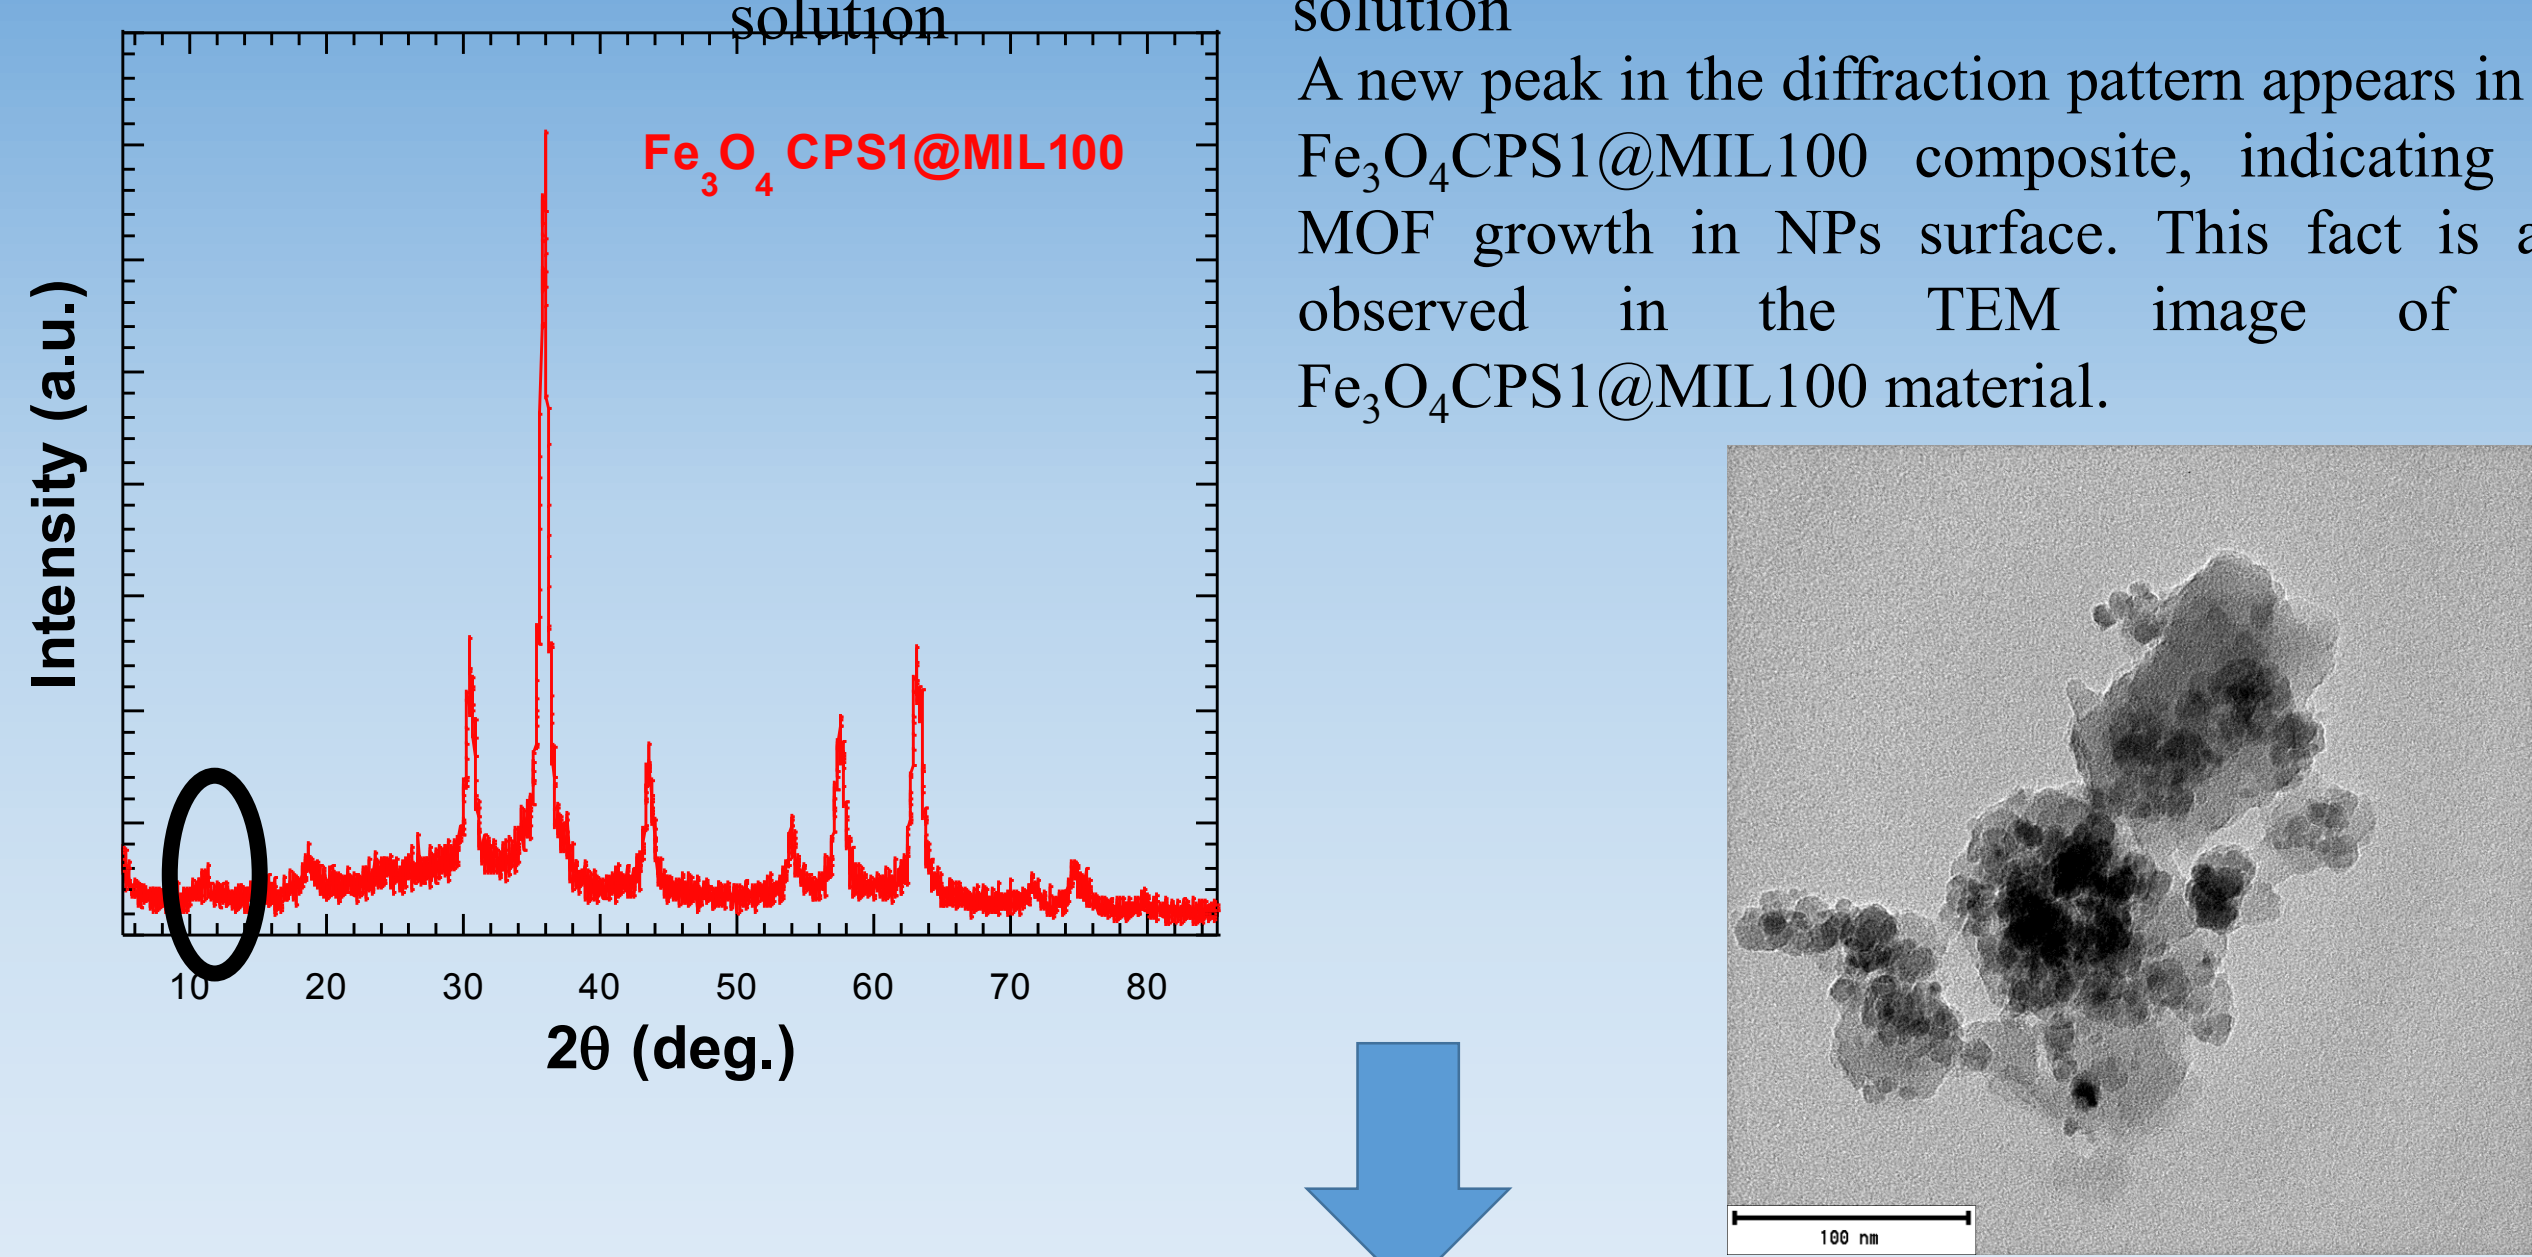 solution
Fe3O4 CPS1@MIL100
Intensity (a.u.)
10 20 30 40 50 60 70 80
2θ (deg.)
solution
A new peak in the diffraction pattern appears in
Fe3O4CPS1@MIL100 composite, indicating
MOF growth in NPs surface. This fact is a
observed in the TEM image of
Fe3O4CPS1@MIL100 material.
100 nm